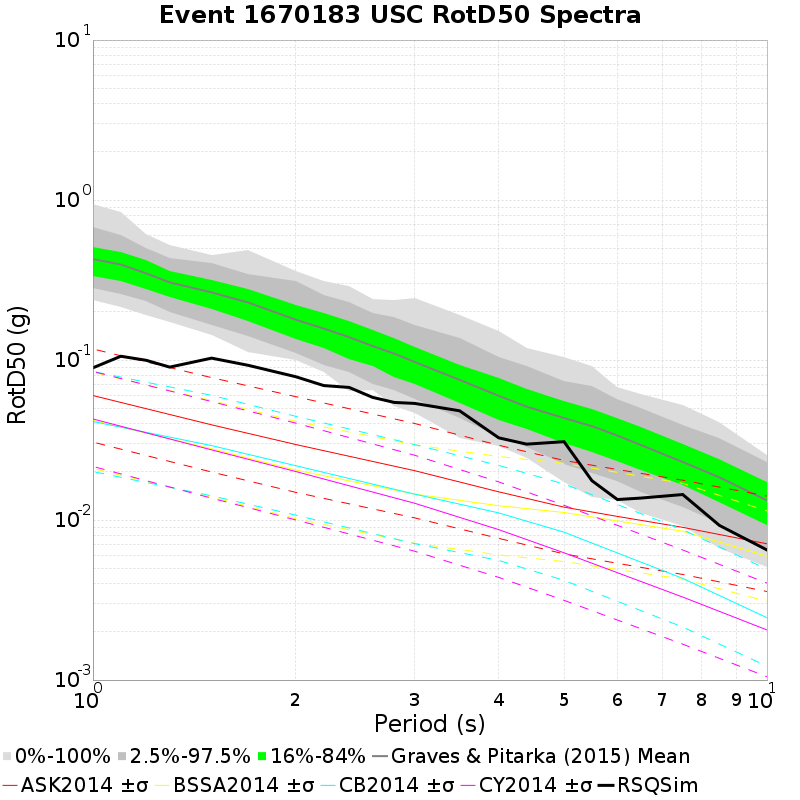 Event 1670183 USC RotD50 Spectra
10^1
10^0
10^-1
10^-2
10^-3
RotD50 (g)
10^0 2 3 4 5 6 7 8 9 10^1
Period (s)
0%-100% 2.5%-97.5% 16%-84% Graves & Pitarka (2015) Mean
ASK2014 ±σ BSSA2014 ±σ CB2014 ±σ CY2014 ±σ RSQSim